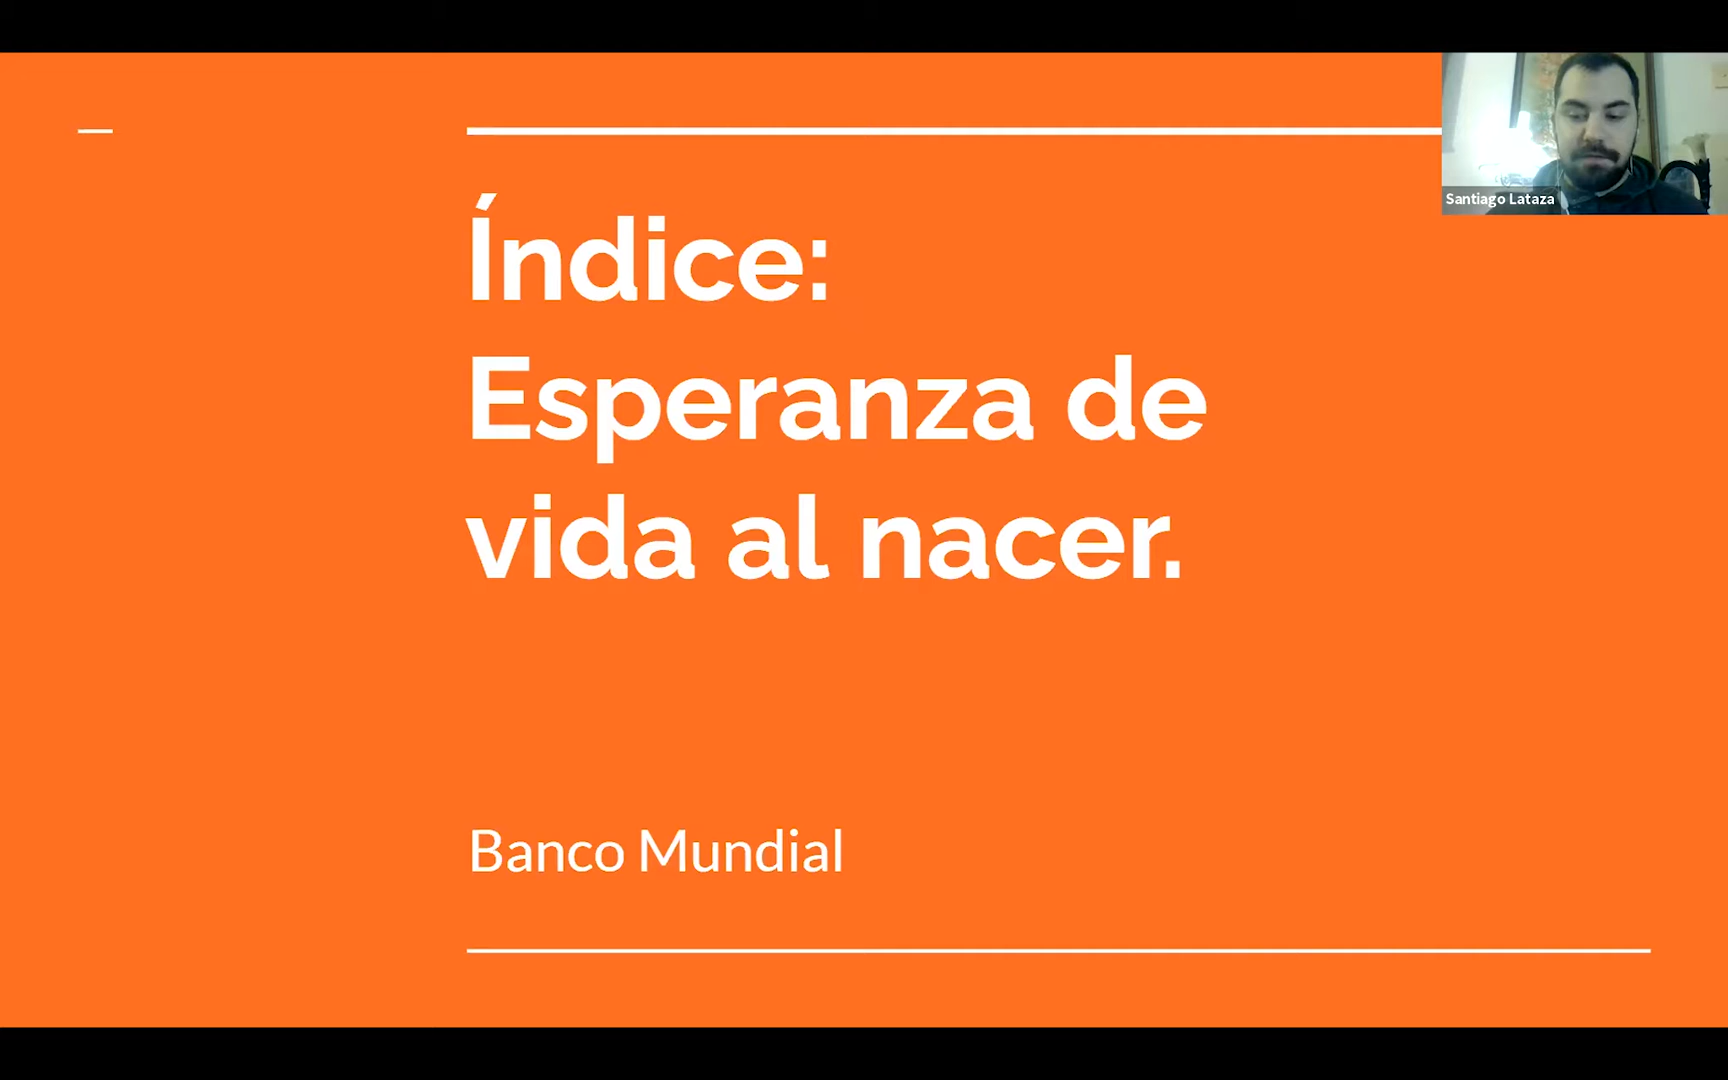 Índice:
Esperanza de
vida al nacer.
Banco Mundial
Santiago Lataza